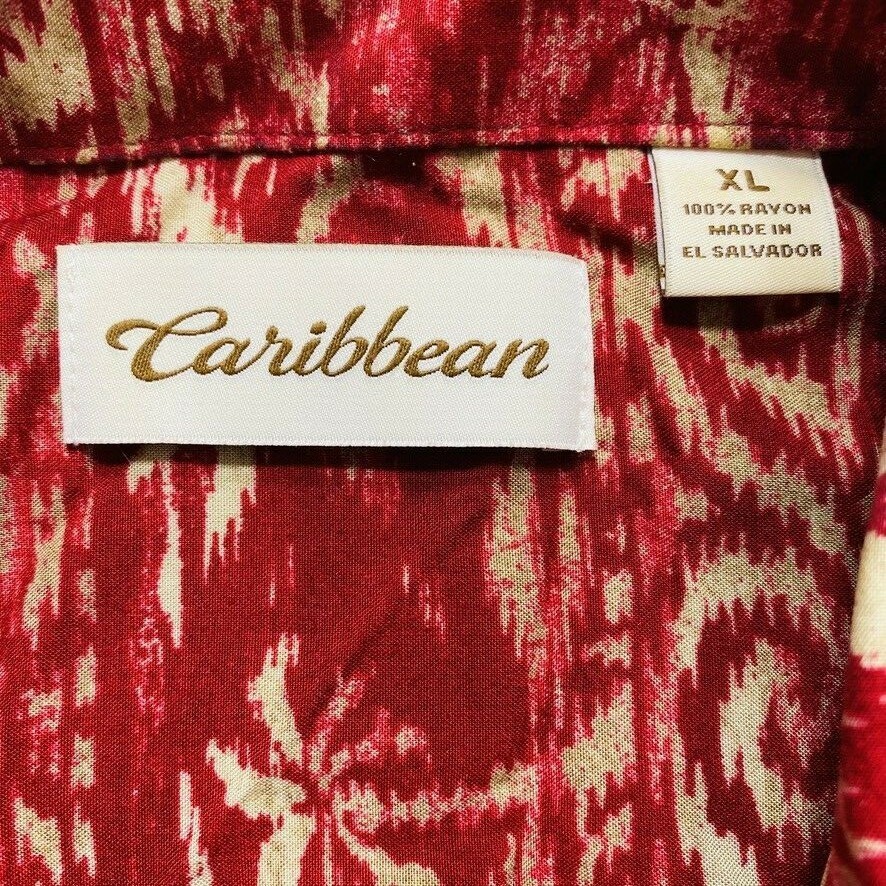 Caribbean
XL
100% RAYON
MADE IN
EL SALVADOR